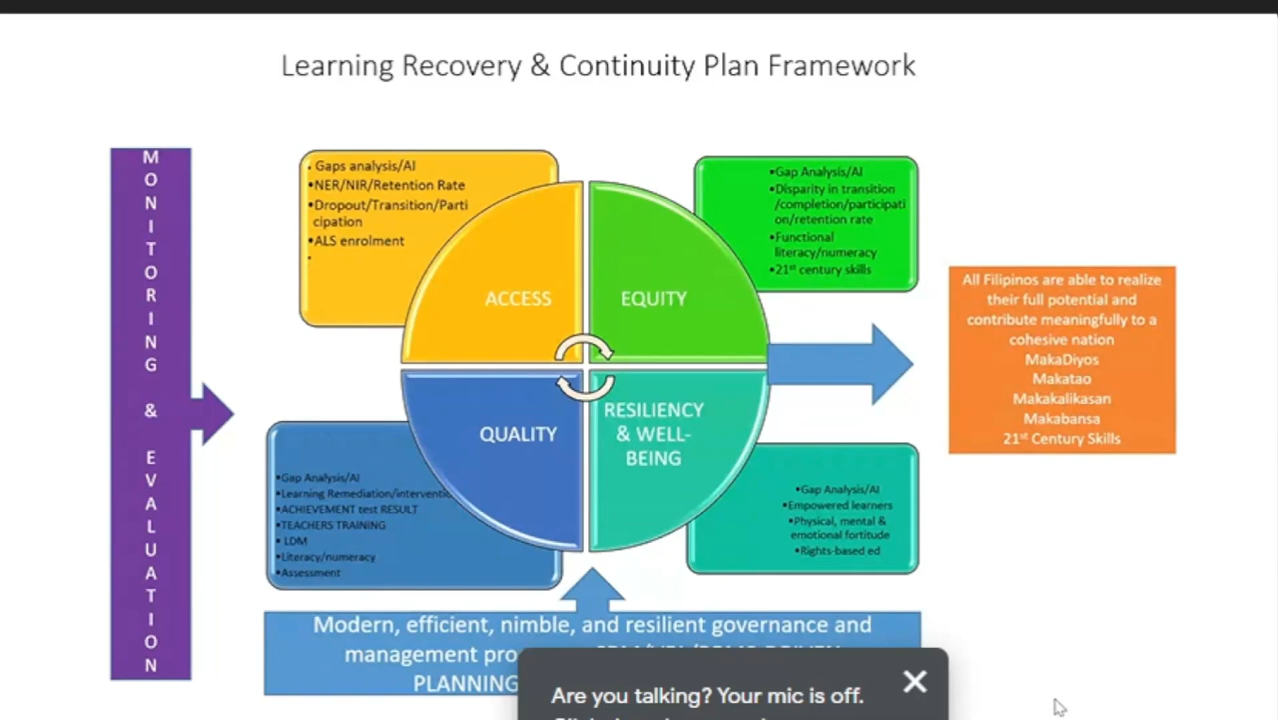 Learning Recovery & Continuity Plan Framework
MONITORING & EVALUATION
• Gaps analysis/AI
•NER/NIR/Retention Rate
•Dropout/Transition/Parti
cipation
•ALS enrolment
•
ACCESS
•Gap Analysis/AI
•Disparity in transition
/completion/participati
on/retention rate
•Functional
literacy/numeracy
•21st century skills
EQUITY
QUALITY
•Gap Analysis/AI
•Learning Remediation/interventio
•ACHIEVEMENT test RESULT
•TEACHERS TRAINING
• LDM
•Literacy/numeracy
•Assessment
RESILIENCY
& WELL-
BEING
•Gap Analysis/AI
•Empowered learners
•Physical, mental &
emotional fortitude
•Rights-based ed
All Filipinos are able to realize
their full potential and
contribute meaningfully to a
cohesive nation
MakaDiyos
Makatao
Makakalikasan
Makabansa
21st Century Skills
Modern, efficient, nimble, and resilient governance and
management
PLANNING
Are you talking? Your mic is off.